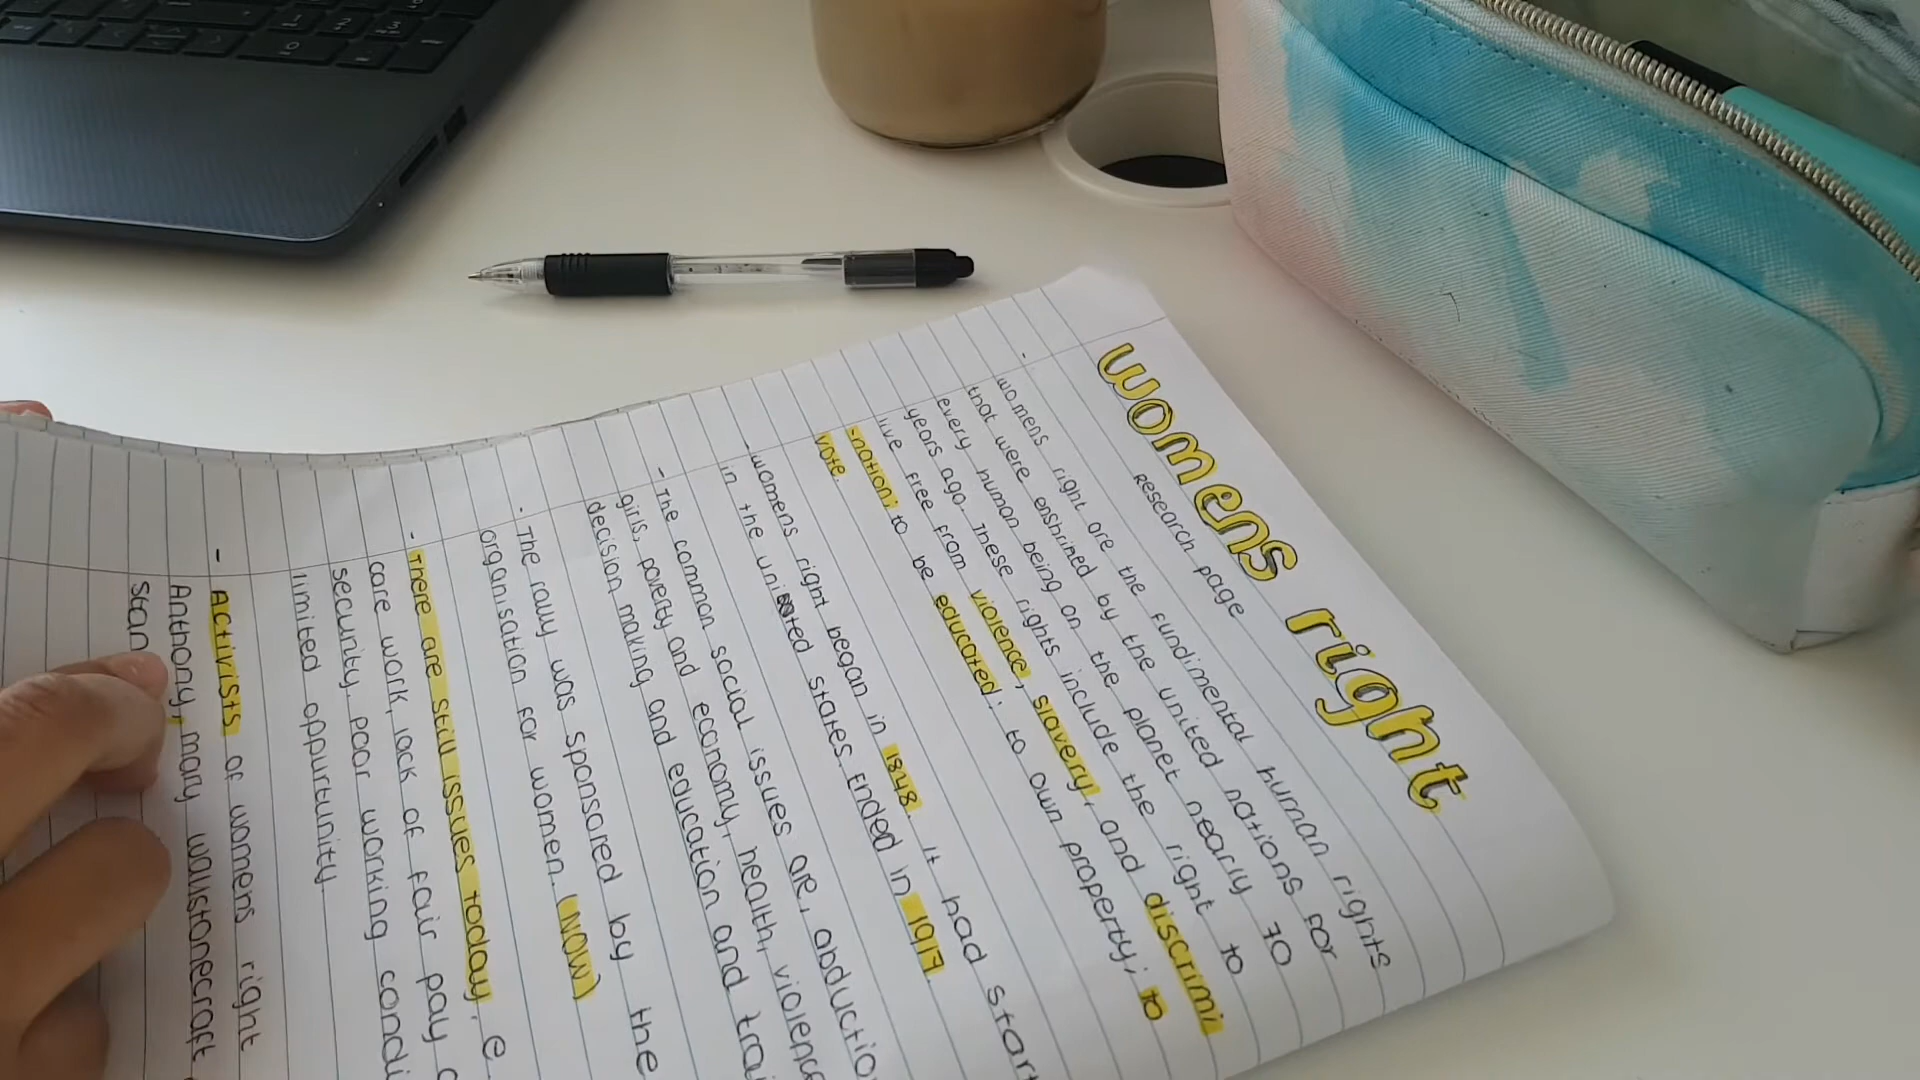 womens right
Research page
- womens right are the fundimental human rights
that were enshrined by the united nations for
every human being on the planet nearly 70
years ago. These rights include the right to
live free from violence, slavery, and discrimi
-nation; to be educated; to own property; to
vote.
- womens right began in 1848. It had start
in the united states. Ended in 1917.
- The common social issues are, abductio
girls, poverty and economy, health, violence
decision making and education and trai
- The rally was sponsored by the
organisation for women. (NOW)
- There are still issues today, e.
care work, lack of fair pay
security, poor working condi
limited oppurtunity
- Activists of womens right
Anthony, mary wollstonecraft
Stan